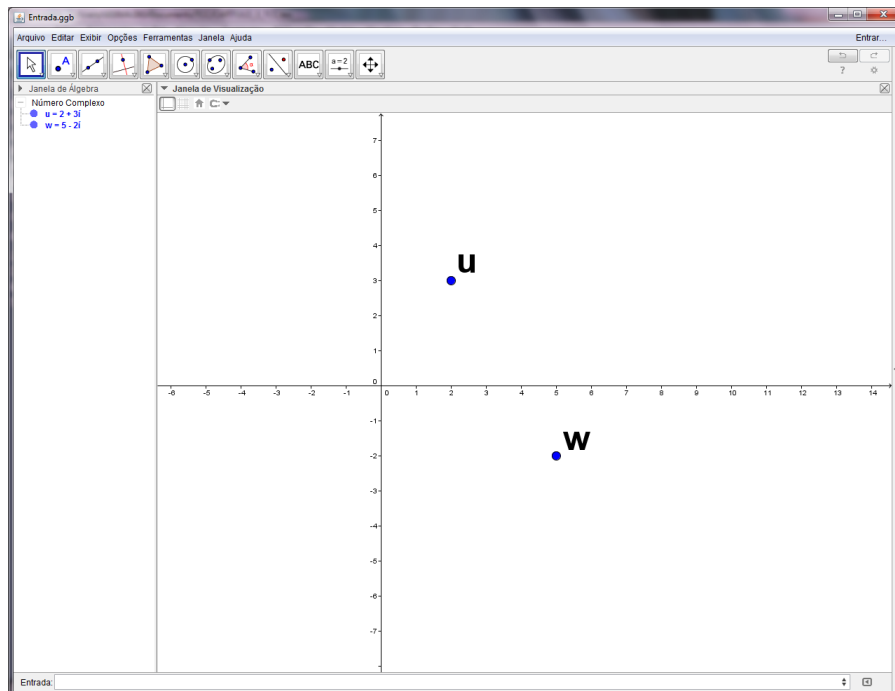 Entrada.ggb
Arquivo Editar Exibir Opções Ferramentas Janela Ajuda Entrar...
ABC a = 2
?
Janela de Álgebra
Janela de Visualização
Número Complexo
u = 2 + 3í
w = 5 - 2í
7
6
5
4
u
3
2
1
0
-6 -5 -4 -3 -2 -1 0 1 2 3 4 5 6 7 8 9 10 11 12 13 14
-1
w
-2
-3
-4
-5
-6
-7
Entrada: